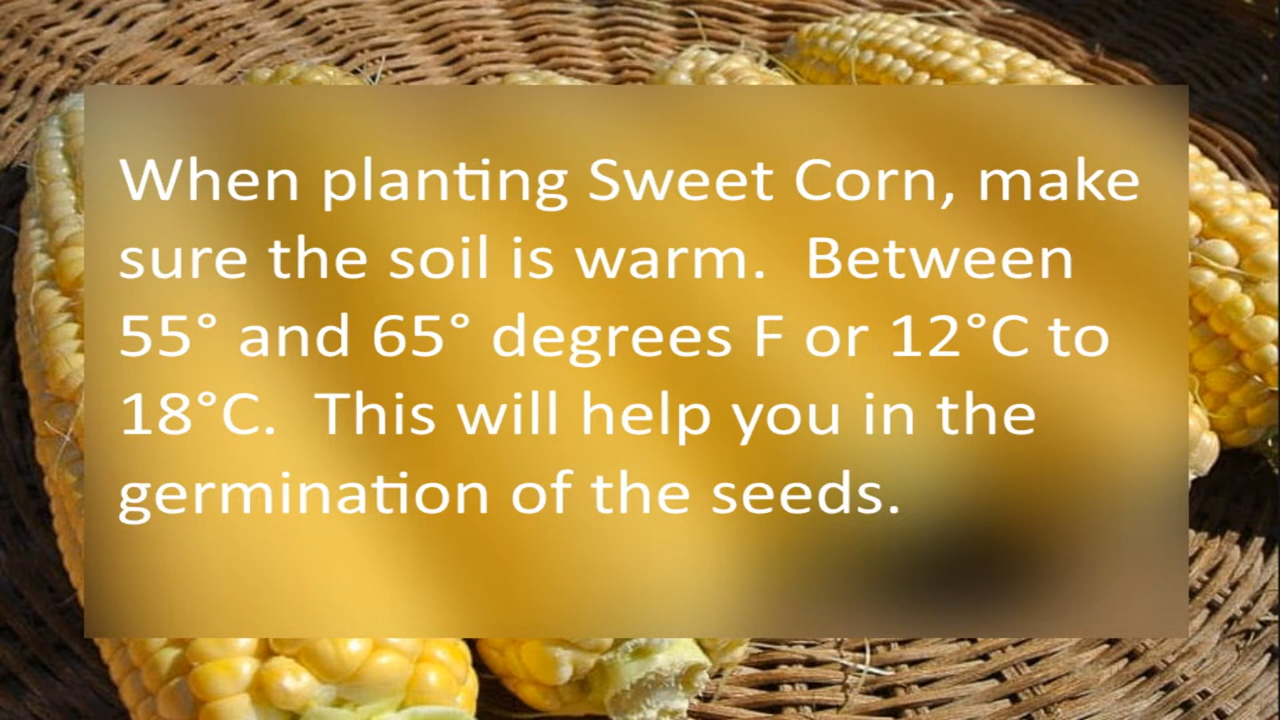 When planting Sweet Corn, make
sure the soil is warm.  Between
55° and 65° degrees F or 12°C to
18°C.  This will help you in the
germination of the seeds.